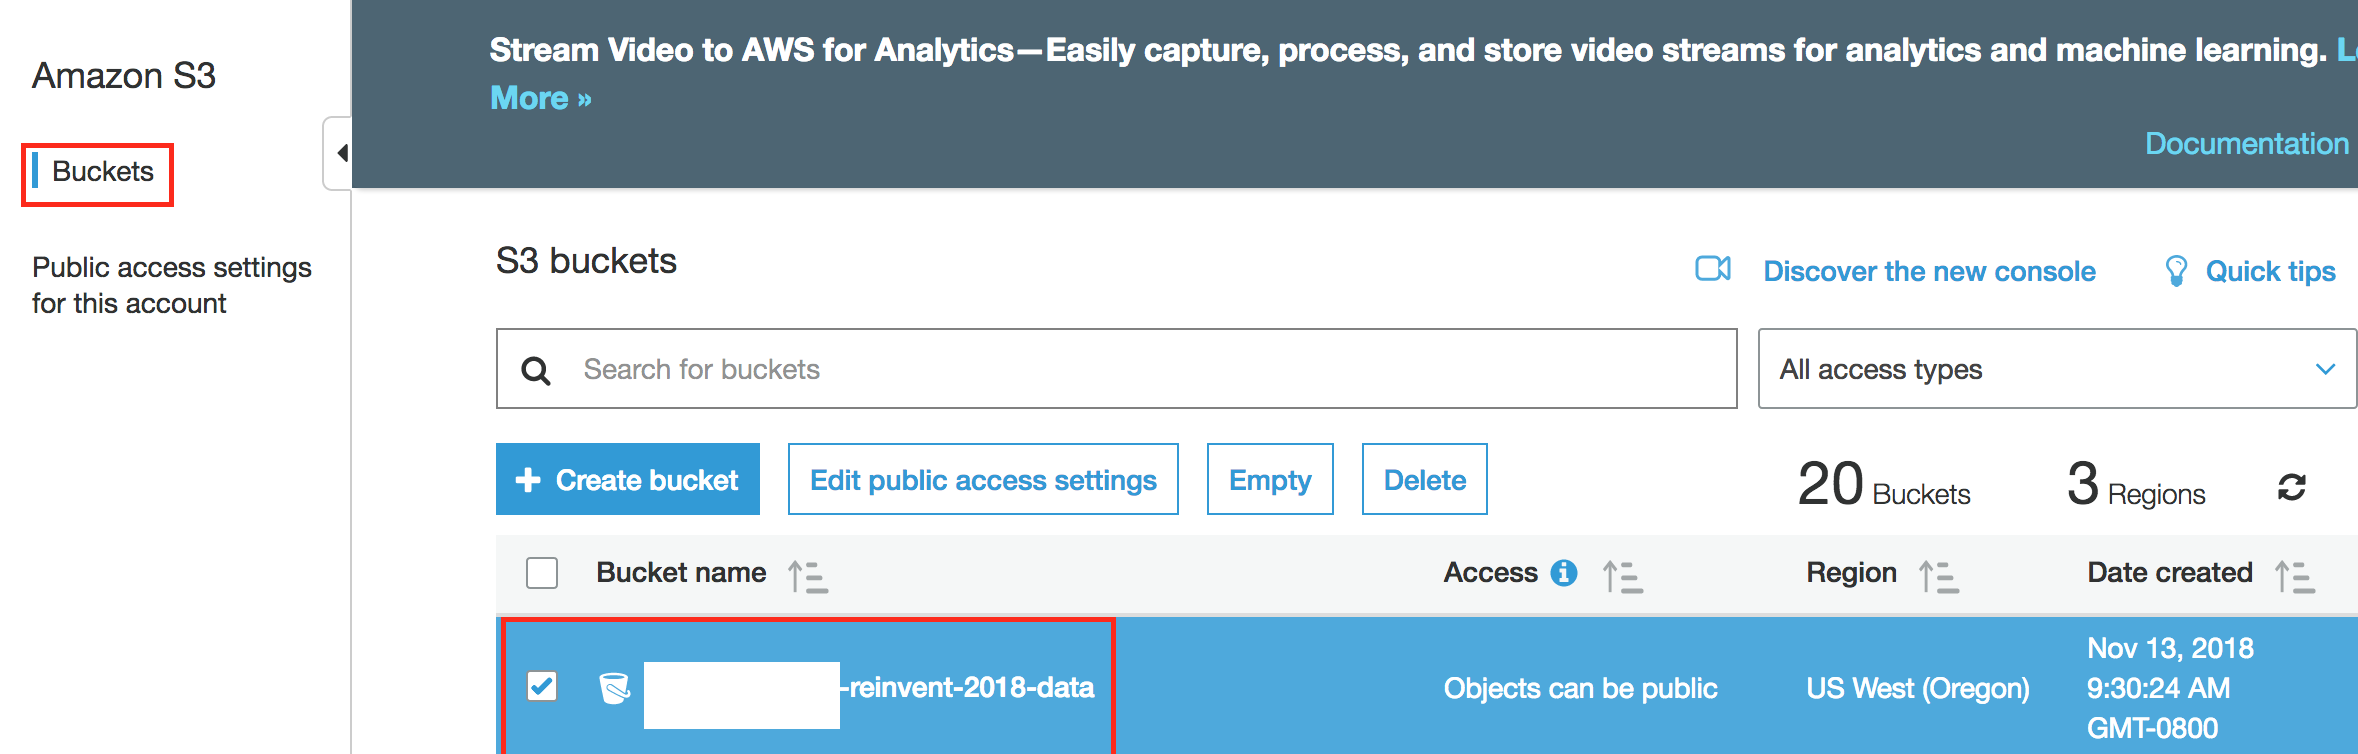 Amazon S3
Buckets
Public access settings
for this account
Stream Video to AWS for Analytics—Easily capture, process, and store video streams for analytics and machine learning.
More »
Documentation
S3 buckets
Discover the new console
Quick tips
Search for buckets
All access types
Create bucket
Edit public access settings
Empty
Delete
20 Buckets
3 Regions
Bucket name
Access
Region
Date created
-reinvent-2018-data
Objects can be public
US West (Oregon)
Nov 13, 2018
9:30:24 AM
GMT-0800